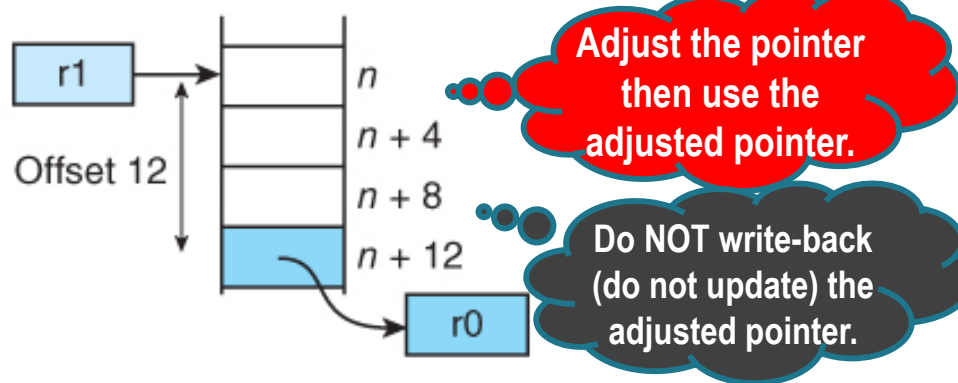 r1
Offset 12
n
n + 4
n + 8
n + 12
r0
Adjust the pointer
then use the
adjusted pointer.
Do NOT write-back
(do not update) the
adjusted pointer.